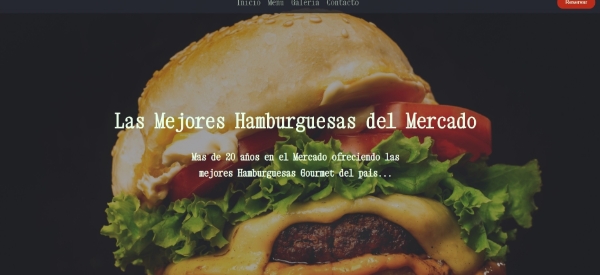 Inicio Menu Galeria Contacto
Reservar
Las Mejores Hamburguesas del Mercado
Mas de 20 años en el Mercado ofreciendo las
mejores Hamburguesas Gourmet del pais...